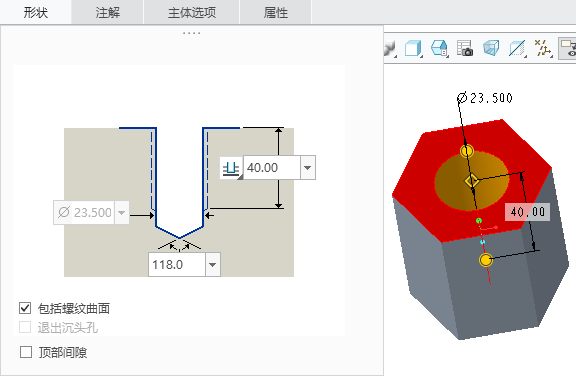 形状 注解 主体选项 属性
40.00
Ø 23.500
118.0
包括螺纹曲面
退出沉头孔
顶部间隙
Ø23.500
40.00